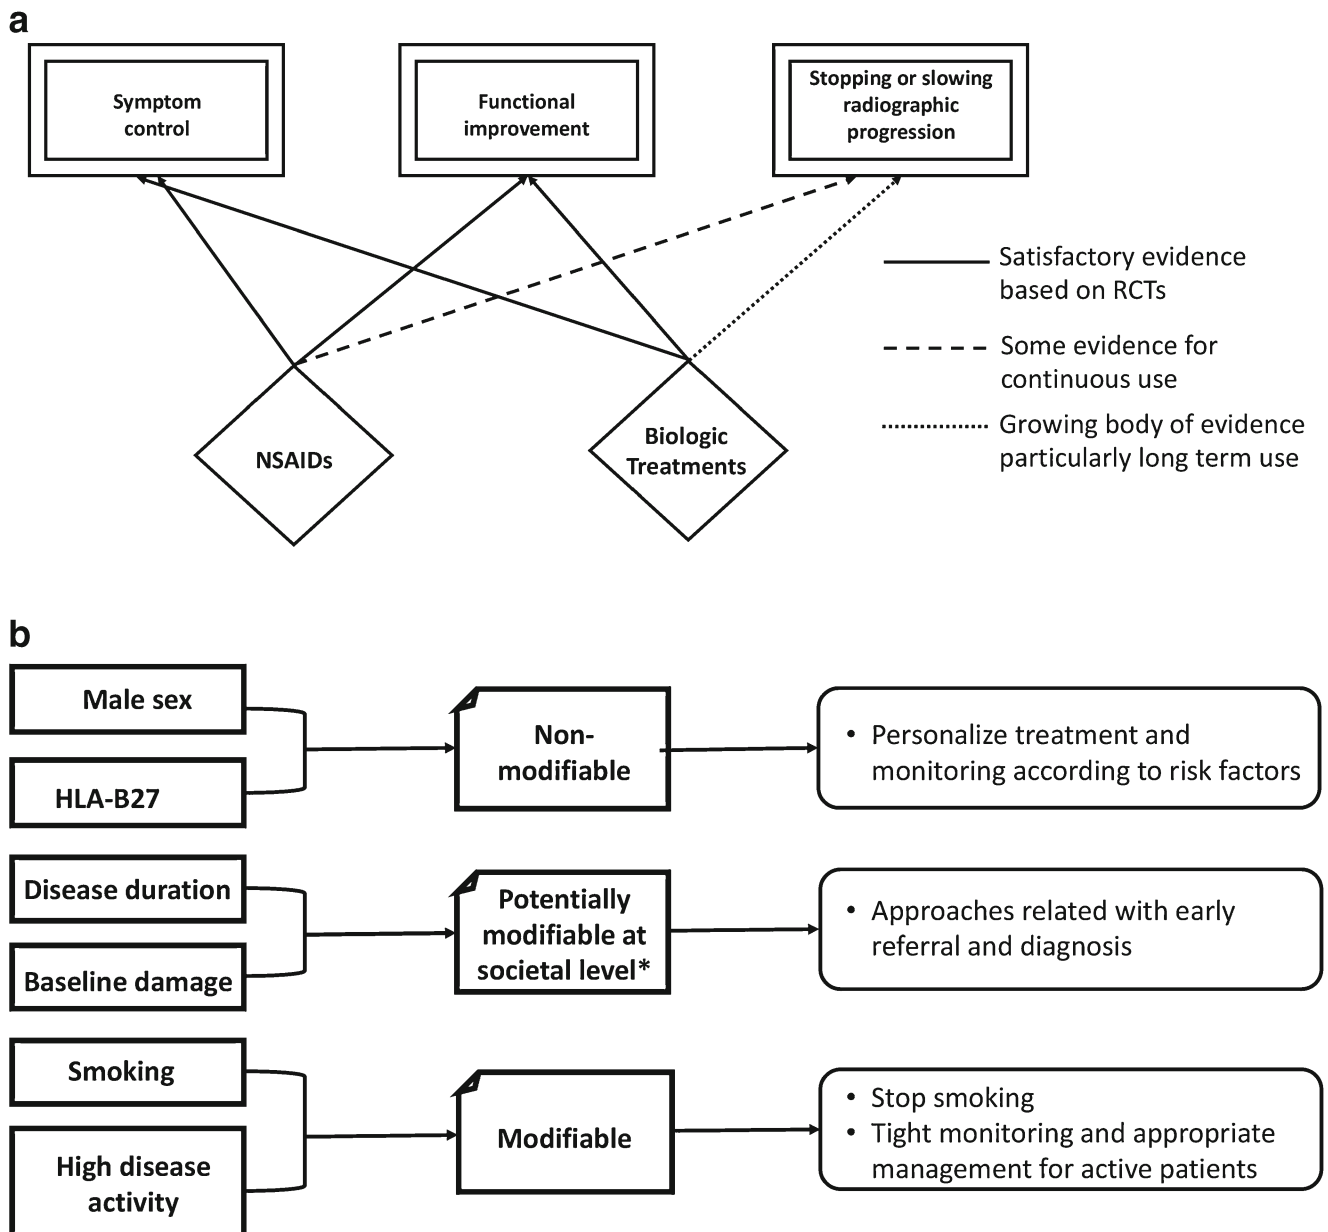 a
Symptom
control
Functional
improvement
Stopping or slowing
radiographic
progression
Satisfactory evidence
based on RCTs
Some evidence for
continuous use
Growing body of evidence
particularly long term use
NSAIDs
Biologic
Treatments
b
Male sex
HLA-B27
Non-
modifiable
• Personalize treatment and
monitoring according to risk factors
Disease duration
Baseline damage
Potentially
modifiable at
societal level*
• Approaches related with early
referral and diagnosis
Smoking
High disease
activity
Modifiable
• Stop smoking
• Tight monitoring and appropriate
management for active patients